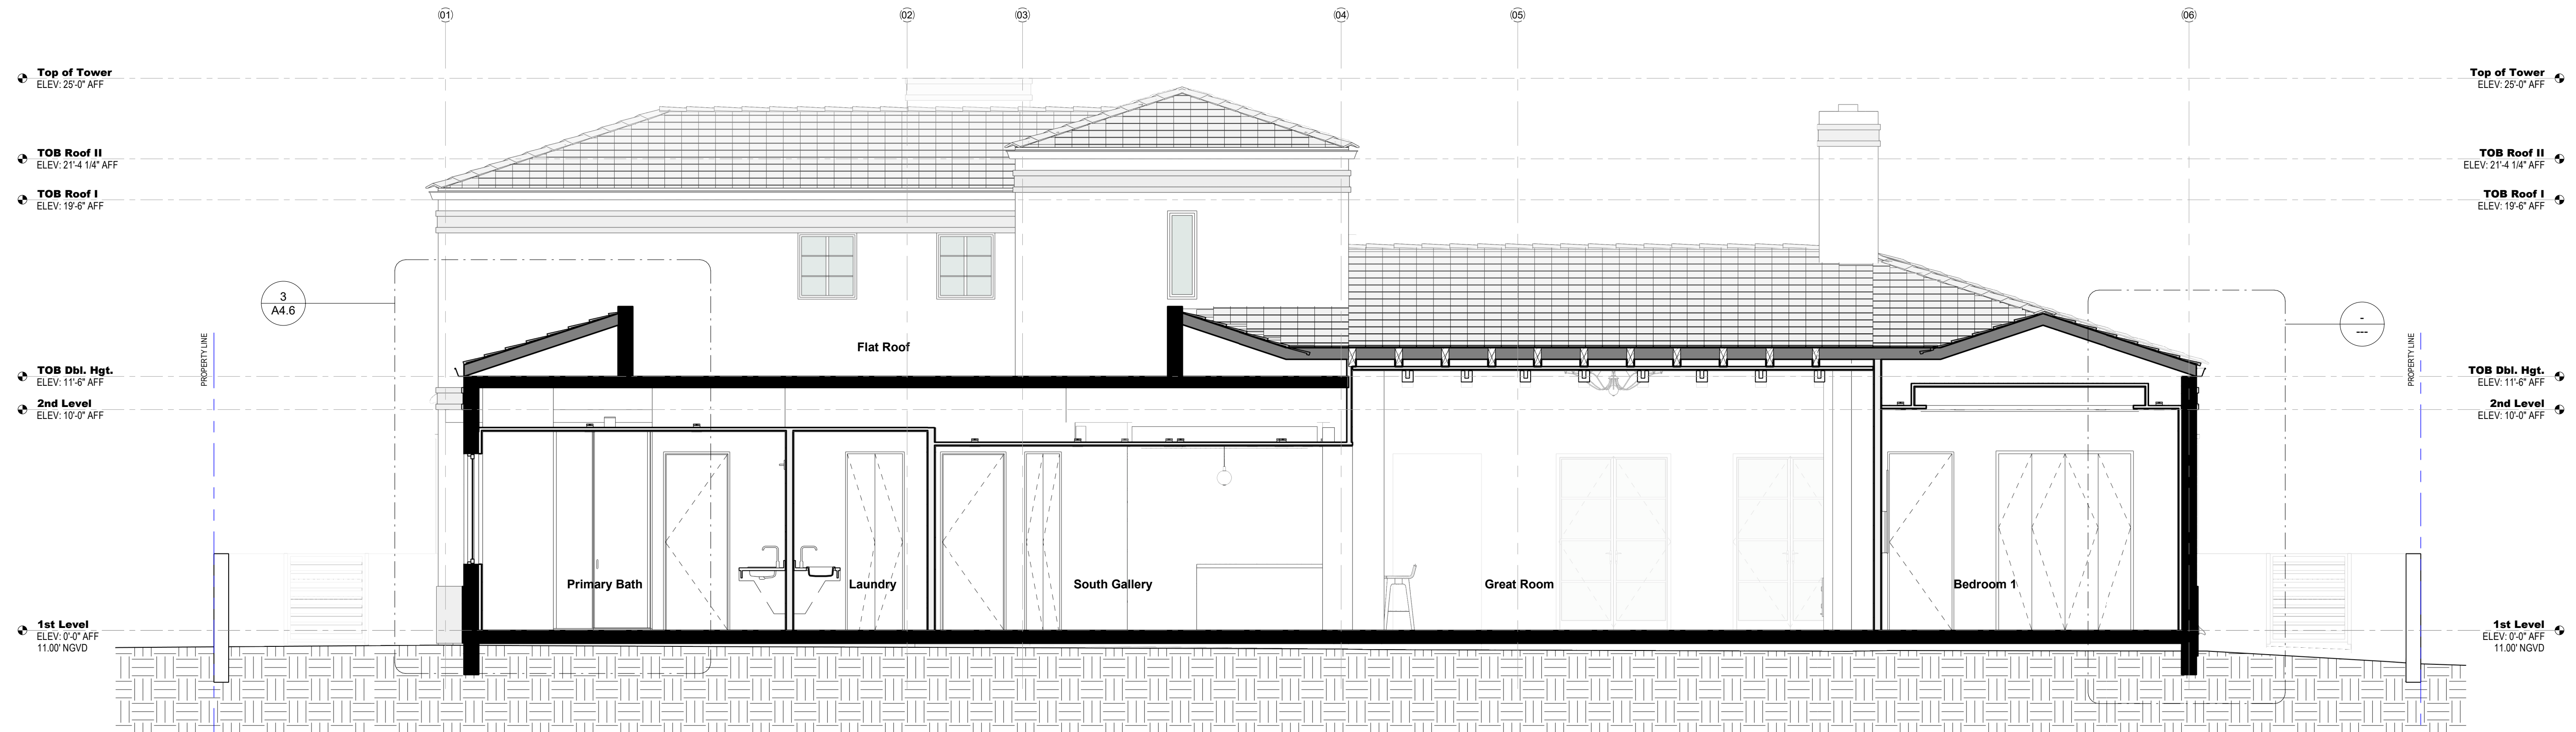 (01)
(02)
(03)
(04)
(05)
(06)
Top of Tower
ELEV: 25'-0" AFF
TOB Roof II
ELEV: 21'-4 1/4" AFF
TOB Roof I
ELEV: 19'-6" AFF
3
A4.6
PROPERTY LINE
TOB Dbl. Hgt.
ELEV: 11'-6" AFF
2nd Level
ELEV: 10'-0" AFF
1st Level
ELEV: 0'-0" AFF
11.00' NGVD
Flat Roof
Primary Bath
Laundry
South Gallery
Great Room
Bedroom 1
Top of Tower
ELEV: 25'-0" AFF
TOB Roof II
ELEV: 21'-4 1/4" AFF
TOB Roof I
ELEV: 19'-6" AFF
-
---
PROPERTY LINE
TOB Dbl. Hgt.
ELEV: 11'-6" AFF
2nd Level
ELEV: 10'-0" AFF
1st Level
ELEV: 0'-0" AFF
11.00' NGVD